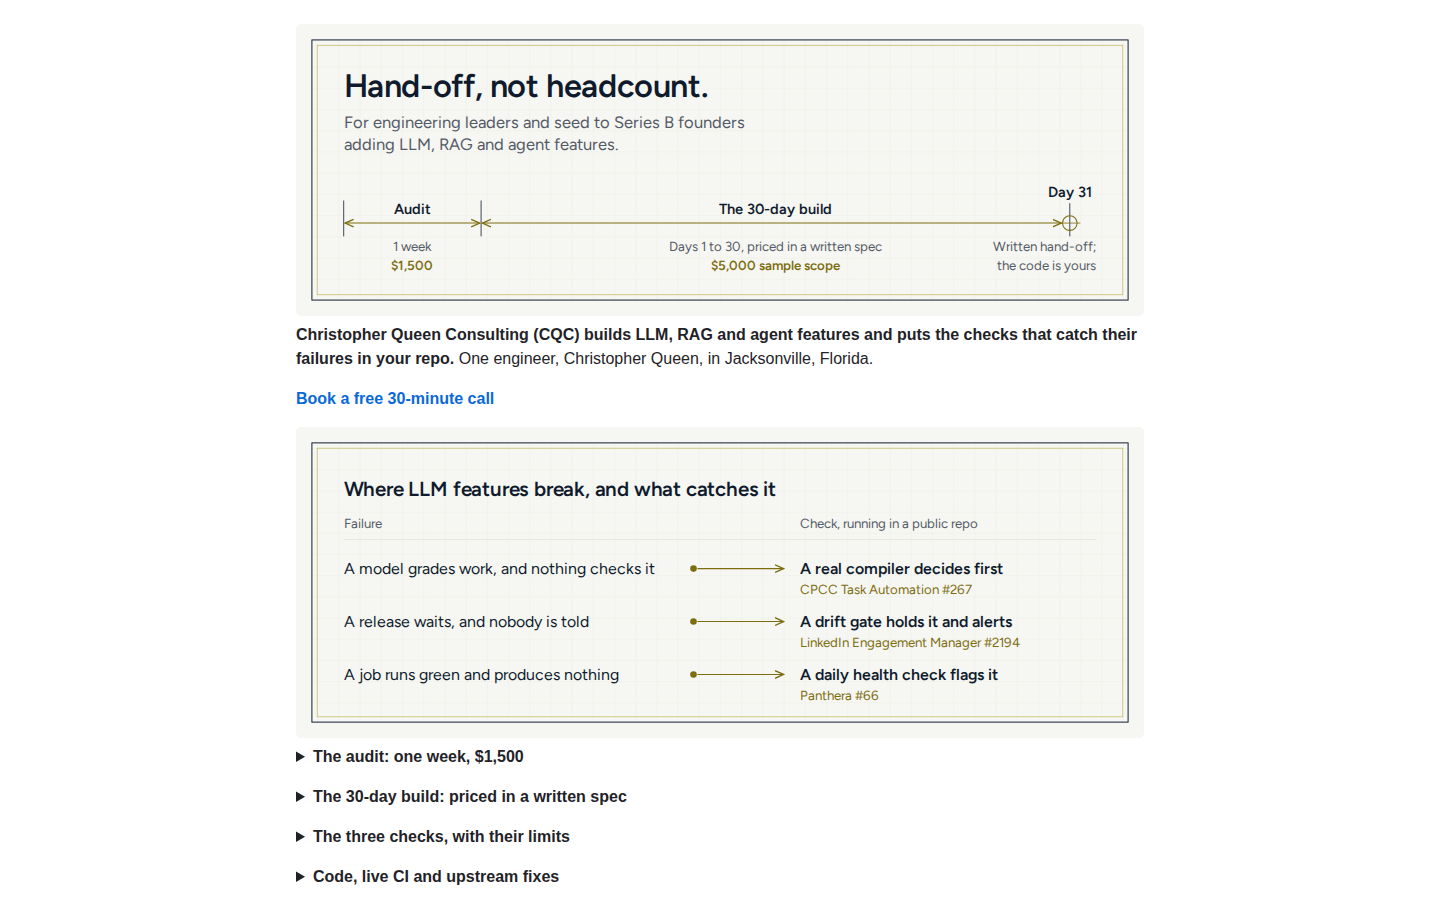 Hand-off, not headcount.
For engineering leaders and seed to Series B founders
adding LLM, RAG and agent features.
Day 31
Audit
The 30-day build
1 week
Days 1 to 30, priced in a written spec
Written hand-off;
$1,500
$5,000 sample scope
the code is yours
Christopher Queen Consulting (CQC) builds LLM, RAG and agent features and puts the checks that catch their
failures in your repo. One engineer, Christopher Queen, in Jacksonville, Florida.
Book a free 30-minute call
Where LLM features break, and what catches it
Failure
Check, running in a public repo
A model grades work, and nothing checks it
A real compiler decides first
CPCC Task Automation #267
A release waits, and nobody is told
A drift gate holds it and alerts
LinkedIn Engagement Manager #2194
A job runs green and produces nothing
A daily health check flags it
Panthera #66
The audit: one week, $1,500
The 30-day build: priced in a written spec
The three checks, with their limits
Code, live CI and upstream fixes